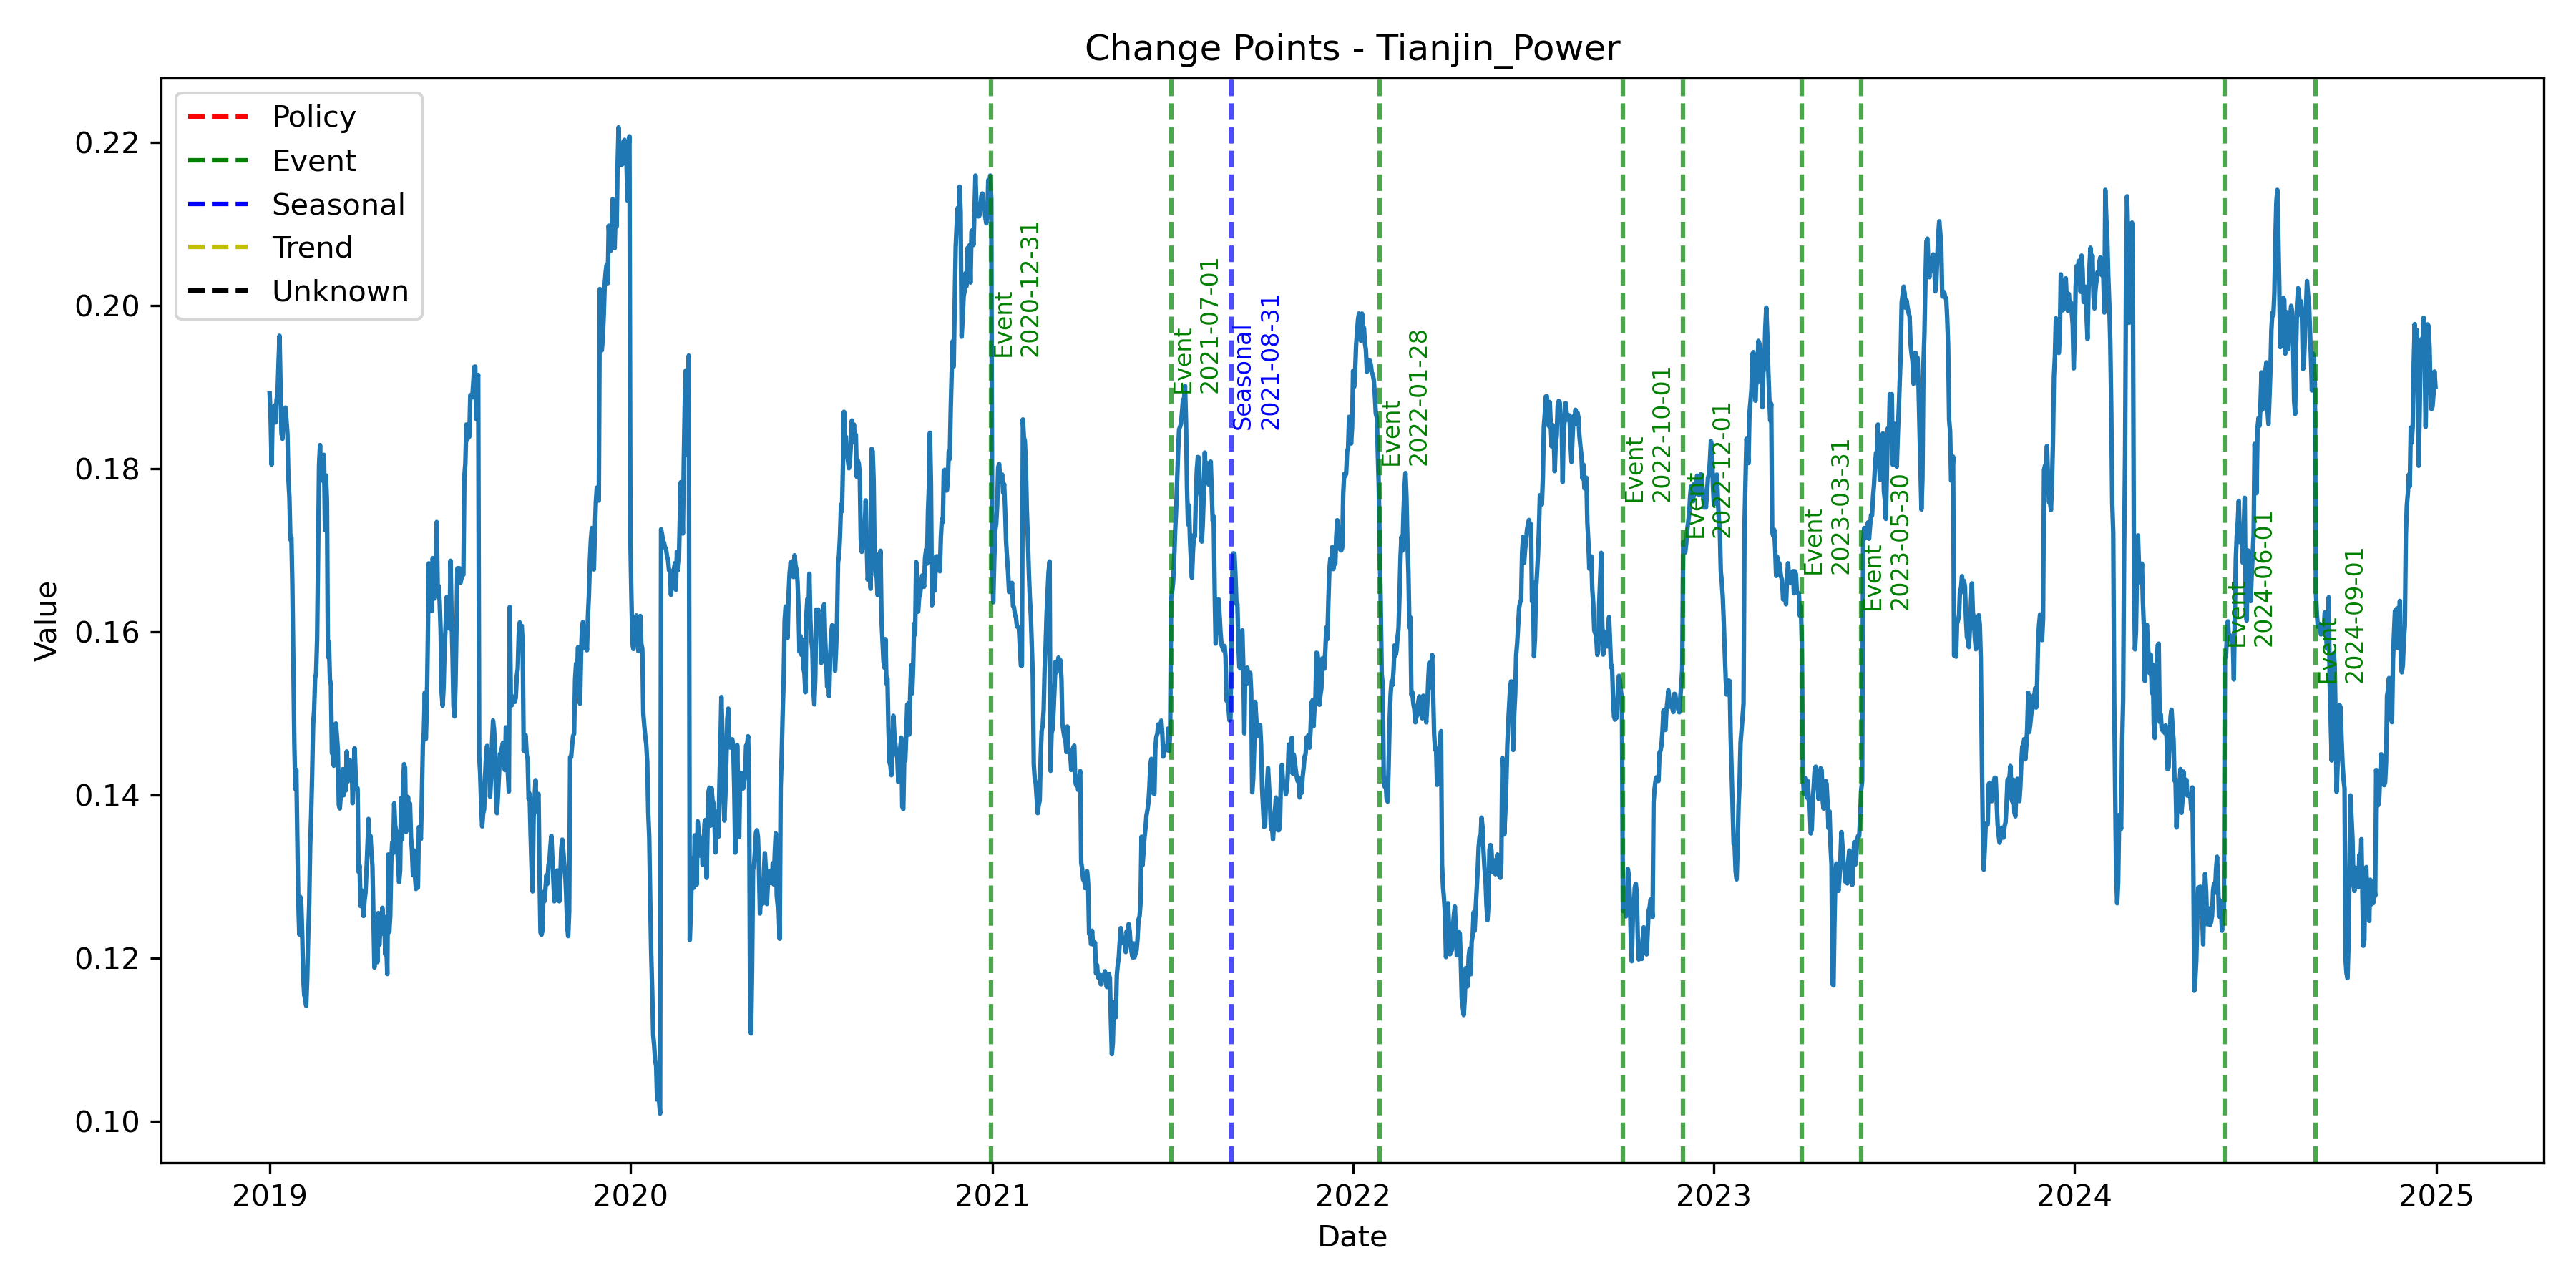 Change Points - Tianjin_Power
Policy
Event
Seasonal
Trend
Unknown
Value
0.22
0.20
0.18
0.16
0.14
0.12
0.10
Event
2020-12-31
Event
2021-07-01
Seasonal
2021-08-31
Event
2022-01-28
Event
2022-10-01
Event
2022-12-01
Event
2023-03-31
Event
2023-05-30
Event
2024-06-01
Event
2024-09-01
2019
2020
2021
2022
2023
2024
2025
Date